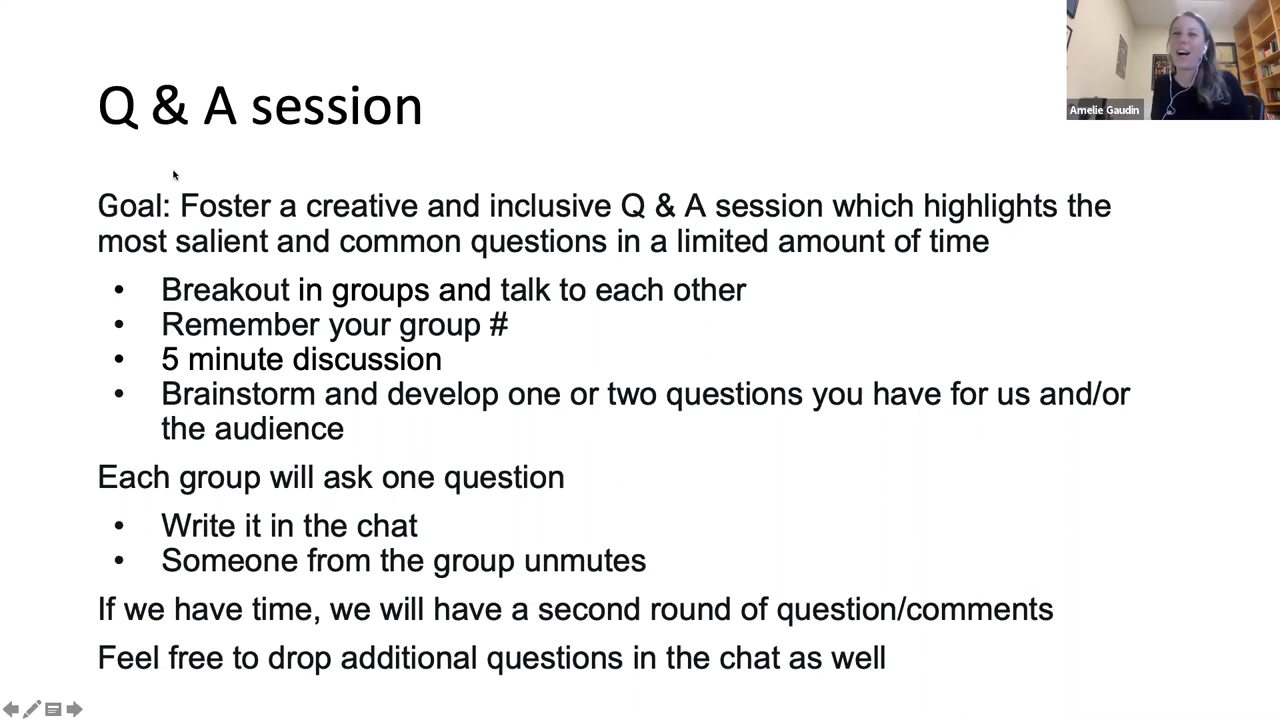 Amelie Gaudin
Q & A session
Goal: Foster a creative and inclusive Q & A session which highlights the
most salient and common questions in a limited amount of time
• Breakout in groups and talk to each other
• Remember your group #
• 5 minute discussion
• Brainstorm and develop one or two questions you have for us and/or
the audience
Each group will ask one question
• Write it in the chat
• Someone from the group unmutes
If we have time, we will have a second round of question/comments
Feel free to drop additional questions in the chat as well